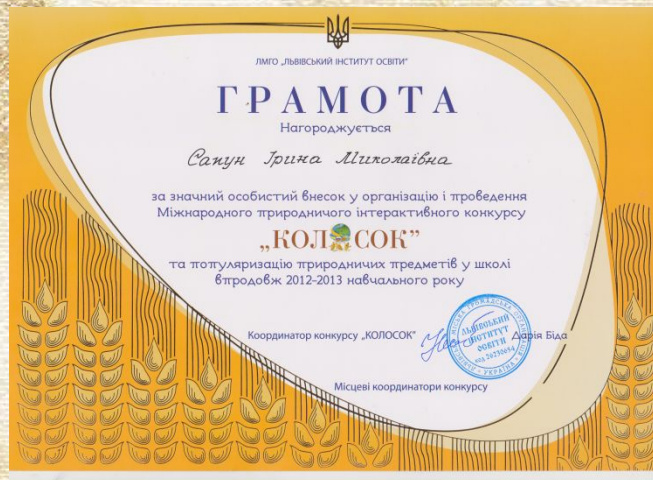 ЛМГО „ЛЬВІВСЬКИЙ ІНСТИТУТ ОСВІТИ"
ГРАМОТА
Нагороджується
Сапун Ірина Миколаївна
за значний особистий внесок у організацію і проведення
Міжнародного природничого інтерактивного конкурсу
„КОЛОСОК”
та популяризацію природничих предметів у школі
впродовж 2012-2013 навчального року
Координатор конкурсу „КОЛОСОК" Дарія Біда
ЛЬВІВСЬКИЙ
ІНСТИТУТ
ОСВІТИ
УКРАЇНА
Місцеві координатори конкурсу